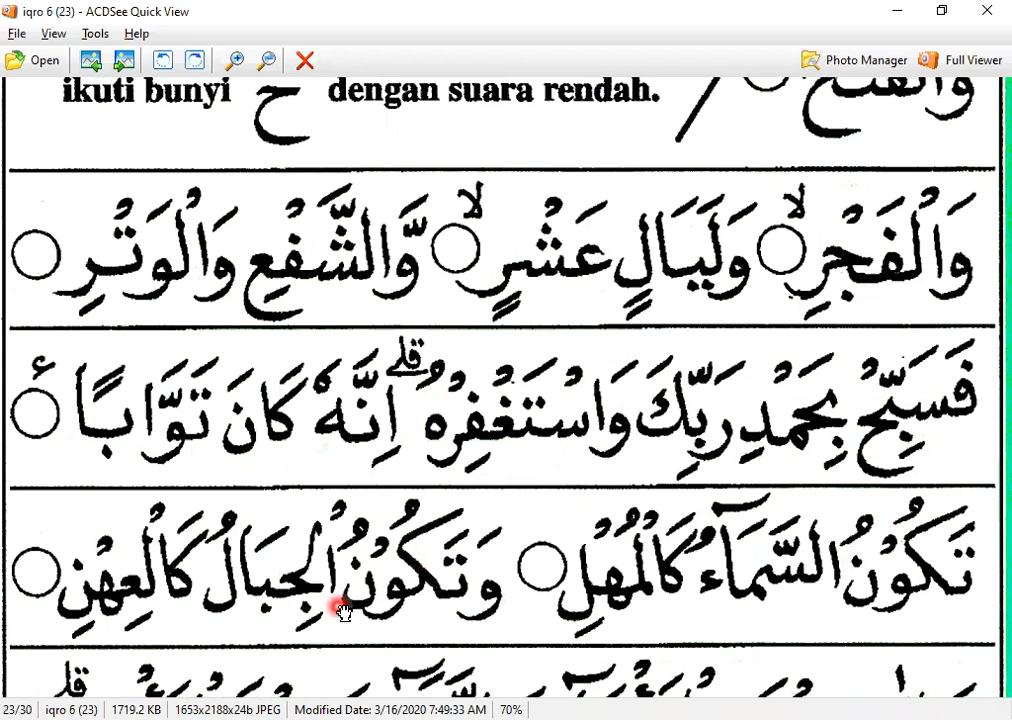 iqro 6 (23) - ACDSee Quick View
File View Tools Help
Open Photo Manager Full Viewer
ikuti bunyi ح dengan suara rendah.
وَالْفَجْرِۙ ○ وَلَيَالٍ عَشْرٍۙ ○ وَّالشَّفْعِ وَالْوَتْرِ ○
فَسَبِّحْ بِحَمْدِ رَبِّكَ وَاسْتَغْفِرْهُۗ اِنَّهٗ كَانَ تَوَّابًا ○ ع
تَكُوْنُ السَّمَآءُ كَالْمُهْلِ ○ وَتَكُوْنُ الْجِبَالُ كَالْعِهْنِ ○
23/30 iqro 6 (23) 1719.2 KB 1653x2188x24b JPEG Modified Date: 3/16/2020 7:49:33 AM 70%